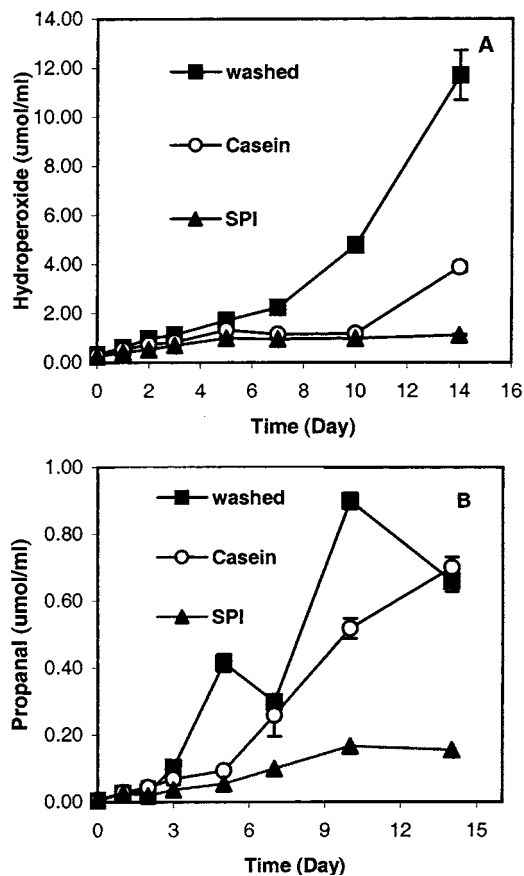 14.00
A
washed
12.00
10.00
Casein
8.00
SPI
6.00
4.00
2.00
0.00
Hydroperoxide (umol/ml)
0 2 4 6 8 10 12 14 16
Time (Day)
1.00
washed
B
0.80
Casein
0.60
SPI
0.40
0.20
0.00
Propanal (umol/ml)
0 3 6 9 12 15
Time (Day)